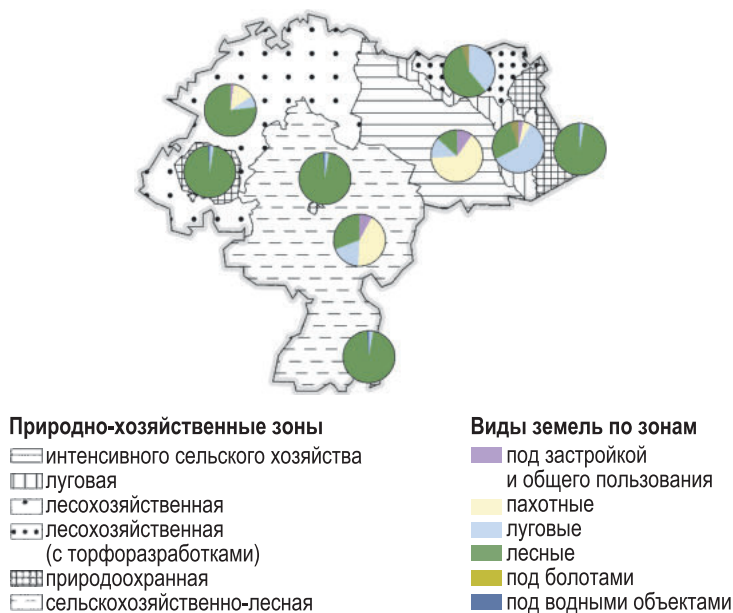 Природно-хозяйственные зоны
интенсивного сельского хозяйства
луговая
лесохозяйственная
лесохозяйственная
(с торфоразработками)
природоохранная
сельскохозяйственно-лесная
Виды земель по зонам
под застройкой
и общего пользования
пахотные
луговые
лесные
под болотами
под водными объектами